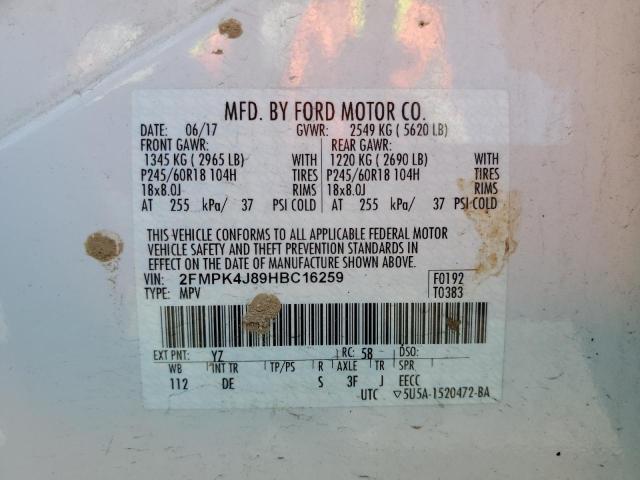 MFD. BY FORD MOTOR CO.
DATE: 06/17 GVWR: 2549 KG ( 5620 LB)
FRONT GAWR: REAR GAWR:
1345 KG ( 2965 LB) WITH 1220 KG ( 2690 LB) WITH
P245/60R18 104H TIRES P245/60R18 104H TIRES
18x8.0J RIMS 18x8.0J RIMS
AT 255 kPa/ 37 PSI COLD AT 255 kPa/ 37 PSI COLD
THIS VEHICLE CONFORMS TO ALL APPLICABLE FEDERAL MOTOR
VEHICLE SAFETY AND THEFT PREVENTION STANDARDS IN
EFFECT ON THE DATE OF MANUFACTURE SHOWN ABOVE.
VIN: 2FMPK4J89HBC16259 F0192
TYPE: MPV T0383
EXT PNT: YZ RC: 58 DSO:
WB INT TR TP/PS R AXLE TR SPR
112 DE S 3F J EECC
UTC ▽5U5A-1520472-BA